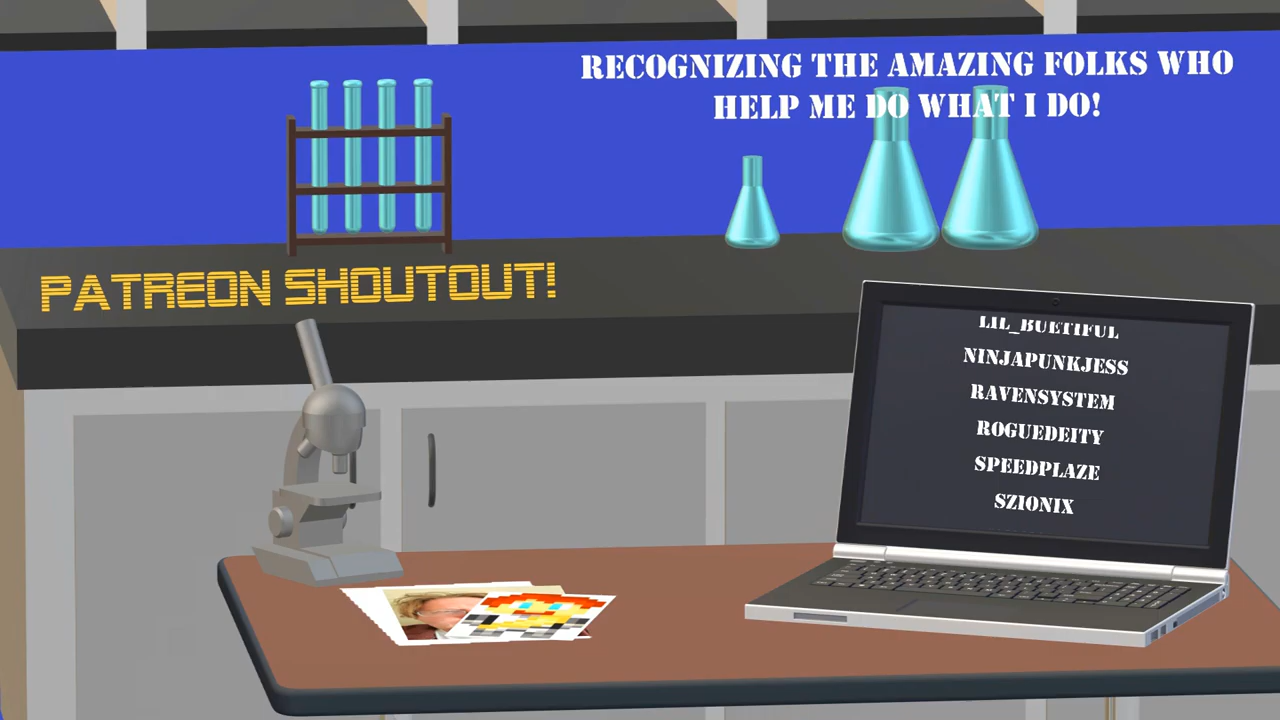 RECOGNIZING THE AMAZING FOLKS WHO
HELP ME DO WHAT I DO!
PATREON SHOUTOUT!
LIL_BUETIFUL
NINJAPUNKJESS
RAVENSYSTEM
ROGUEDEITY
SPEEDPLAZE
SZIONIX